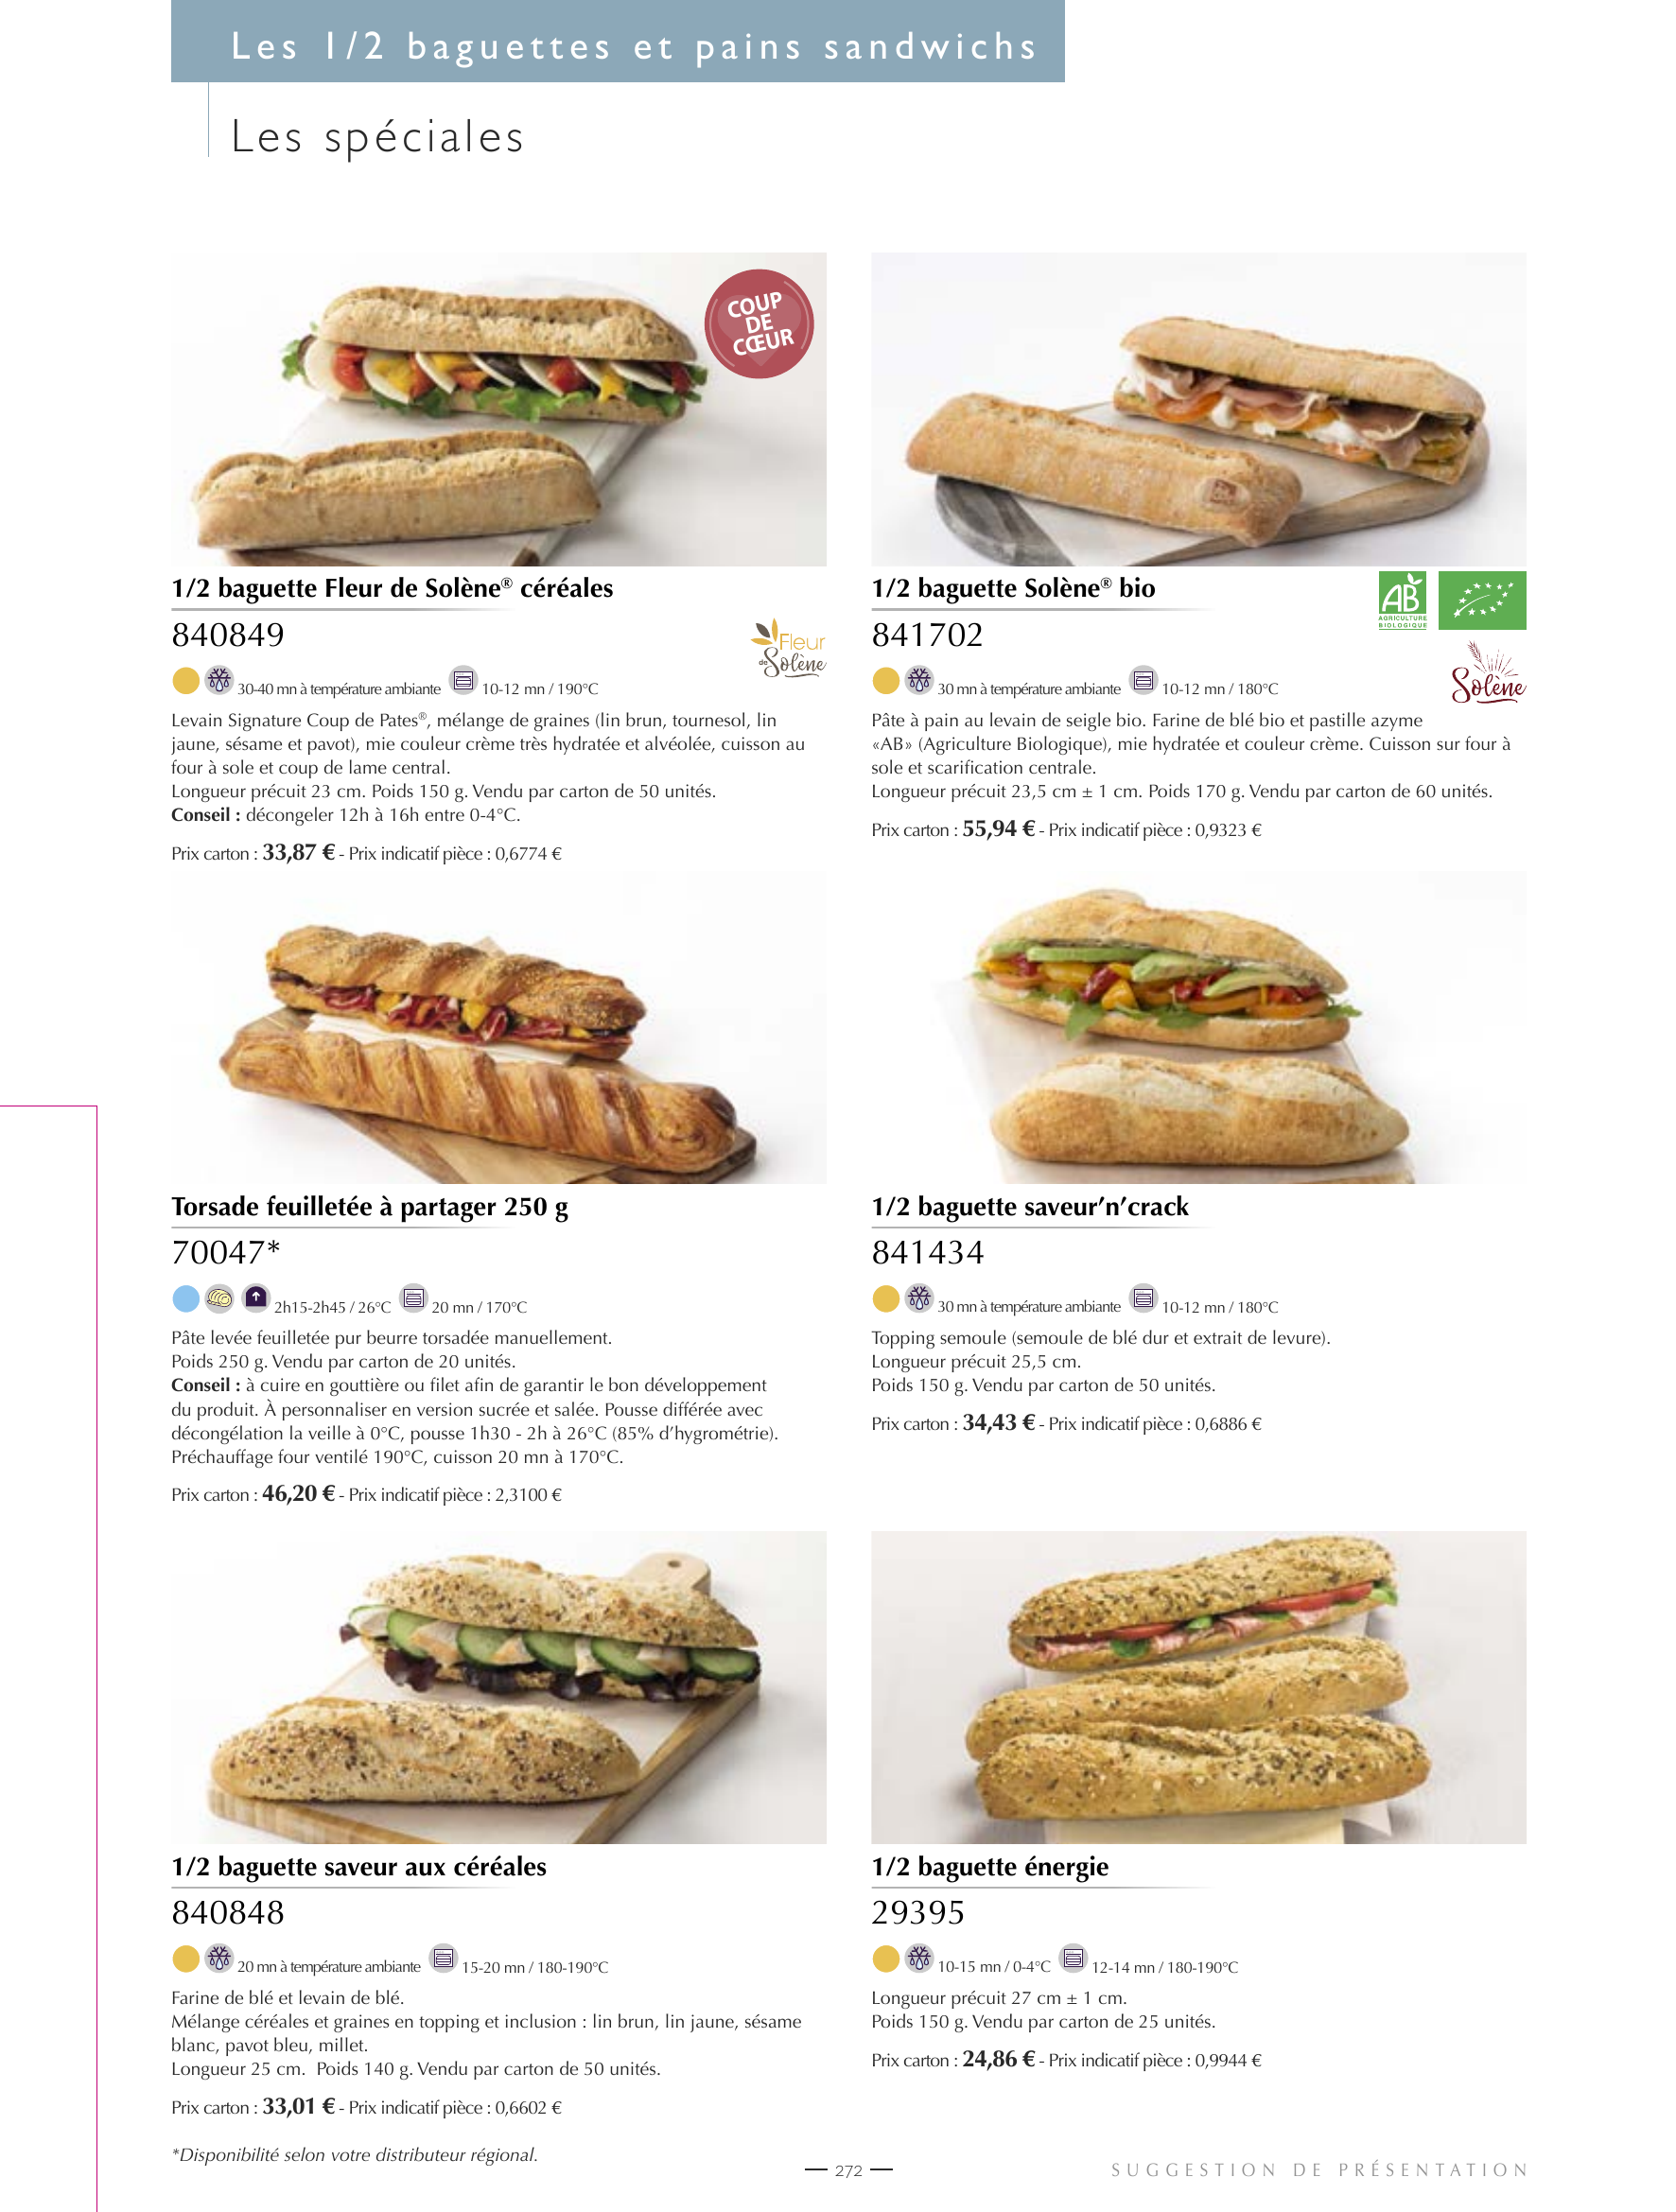 Les 1/2 baguettes et pains sandwichs
Les spéciales
COUP
DE
CŒUR
1/2 baguette Fleur de Solène® céréales
840849
Fleur
de Solène
30-40 mn à température ambiante 10-12 mn / 190°C
Levain Signature Coup de Pates®, mélange de graines (lin brun, tournesol, lin
jaune, sésame et pavot), mie couleur crème très hydratée et alvéolée, cuisson au
four à sole et coup de lame central.
Longueur précuit 23 cm. Poids 150 g. Vendu par carton de 50 unités.
Conseil : décongeler 12h à 16h entre 0-4°C.
Prix carton : 33,87 € - Prix indicatif pièce : 0,6774 €
1/2 baguette Solène® bio
AB
AGRICULTURE
BIOLOGIQUE
841702
Solène
30 mn à température ambiante 10-12 mn / 180°C
Pâte à pain au levain de seigle bio. Farine de blé bio et pastille azyme
«AB» (Agriculture Biologique), mie hydratée et couleur crème. Cuisson sur four à
sole et scarification centrale.
Longueur précuit 23,5 cm ± 1 cm. Poids 170 g. Vendu par carton de 60 unités.
Prix carton : 55,94 € - Prix indicatif pièce : 0,9323 €
Torsade feuilletée à partager 250 g
70047*
2h15-2h45 / 26°C 20 mn / 170°C
Pâte levée feuilletée pur beurre torsadée manuellement.
Poids 250 g. Vendu par carton de 20 unités.
Conseil : à cuire en gouttière ou filet afin de garantir le bon développement
du produit. À personnaliser en version sucrée et salée. Pousse différée avec
décongélation la veille à 0°C, pousse 1h30 - 2h à 26°C (85% d’hygrométrie).
Préchauffage four ventilé 190°C, cuisson 20 mn à 170°C.
Prix carton : 46,20 € - Prix indicatif pièce : 2,3100 €
1/2 baguette saveur’n’crack
841434
30 mn à température ambiante 10-12 mn / 180°C
Topping semoule (semoule de blé dur et extrait de levure).
Longueur précuit 25,5 cm.
Poids 150 g. Vendu par carton de 50 unités.
Prix carton : 34,43 € - Prix indicatif pièce : 0,6886 €
1/2 baguette saveur aux céréales
840848
20 mn à température ambiante 15-20 mn / 180-190°C
Farine de blé et levain de blé.
Mélange céréales et graines en topping et inclusion : lin brun, lin jaune, sésame
blanc, pavot bleu, millet.
Longueur 25 cm. Poids 140 g. Vendu par carton de 50 unités.
Prix carton : 33,01 € - Prix indicatif pièce : 0,6602 €
1/2 baguette énergie
29395
10-15 mn / 0-4°C 12-14 mn / 180-190°C
Longueur précuit 27 cm ± 1 cm.
Poids 150 g. Vendu par carton de 25 unités.
Prix carton : 24,86 € - Prix indicatif pièce : 0,9944 €
*Disponibilité selon votre distributeur régional.
272
SUGGESTION DE PRÉSENTATION